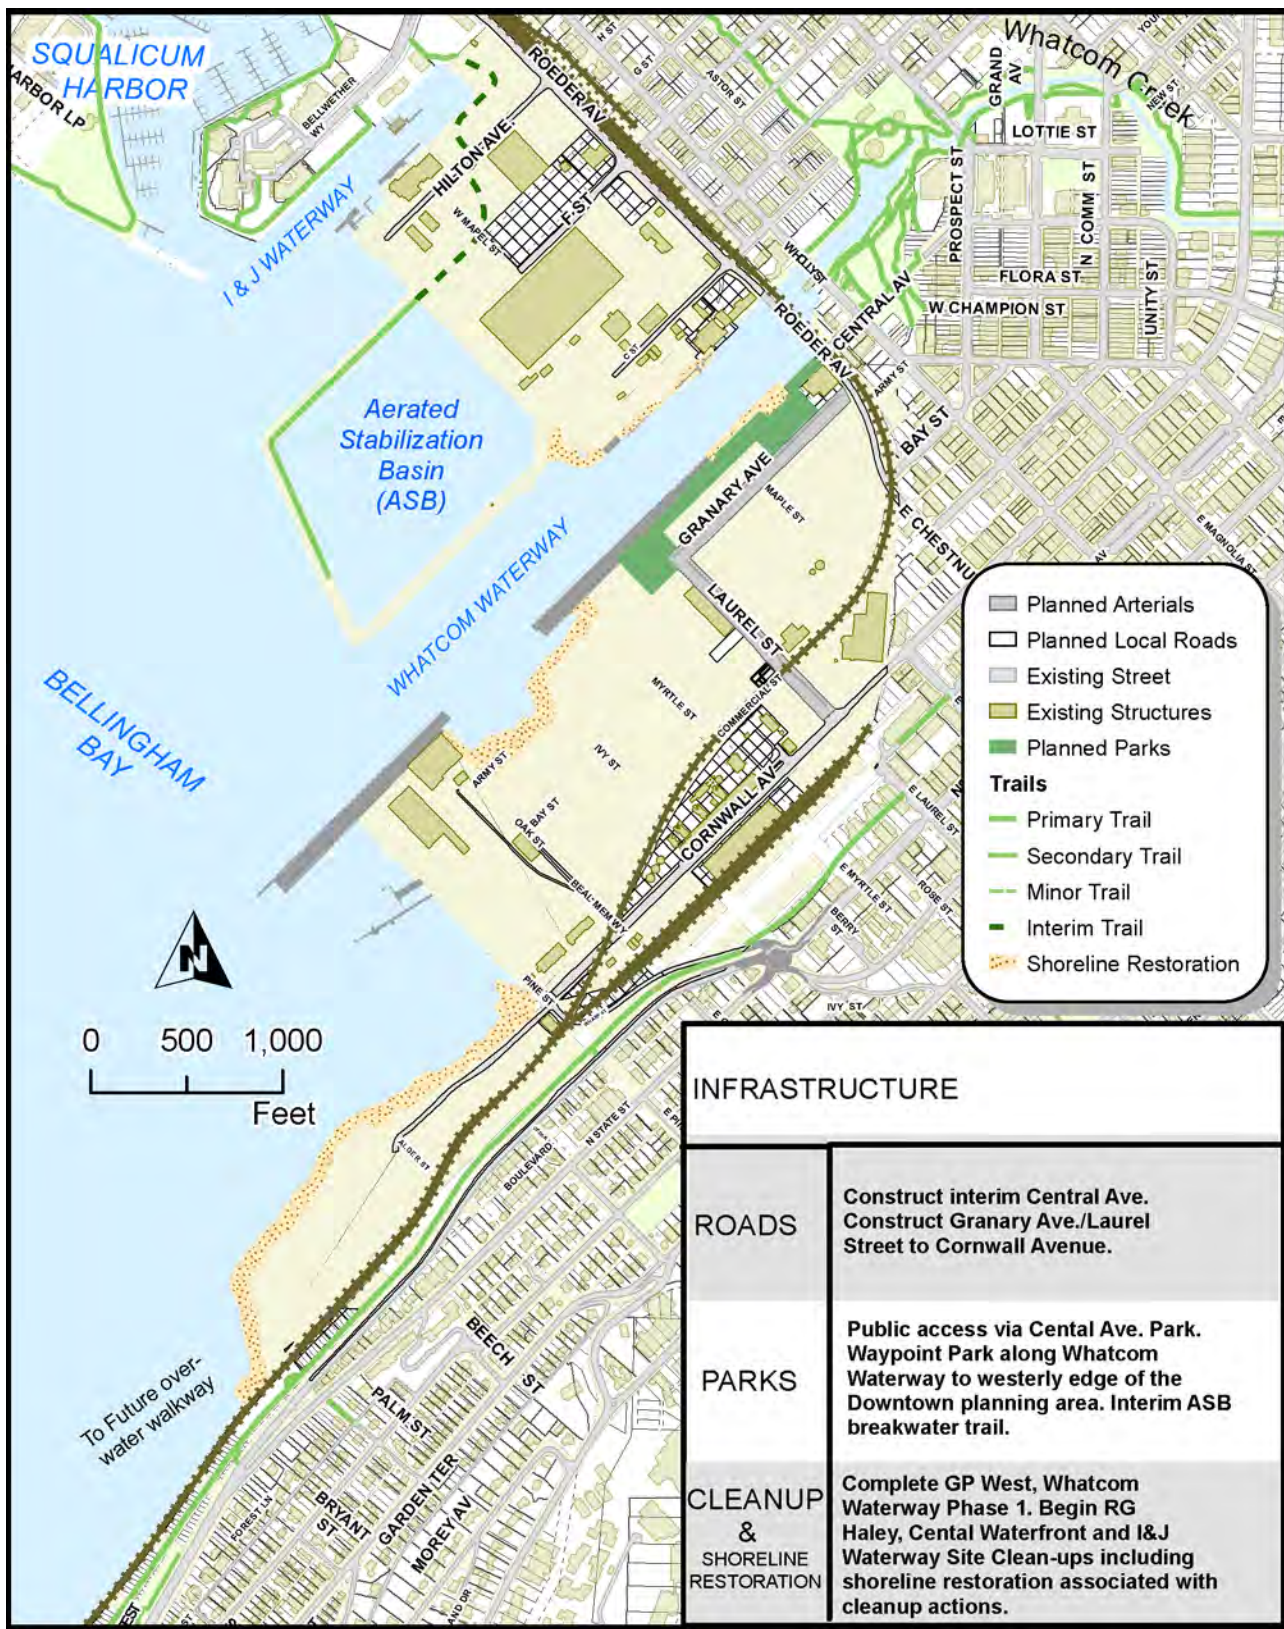 SQUALICUM
HARBOR
HARBOR LP
BELLWETHER
WY
I & J WATERWAY
HILTON AVE.
ROEDER AV
W MAPEL ST
F ST
C ST
H ST
G ST
ASTOR ST
Whatcom Creek
GRAND
AV
NEW ST
LOTTIE ST
PROSPECT ST
N COMM ST
FLORA ST
UNITY ST
W CHAMPION ST
W HOLLY ST
CENTRAL AV
ROEDER AV
ARMY ST
BAY ST
E CHESTNU
E MAGNOLIA ST
AV
Aerated
Stabilization
Basin
(ASB)
WHATCOM WATERWAY
GRANARY AVE
MAPLE ST
LAUREL ST
COMMERCIAL ST
MYRTLE ST
IVY ST
ARMY ST
BAY ST
OAK ST
BEAL MEM WY
CORNWALL AV
PINE ST
BELLINGHAM
BAY
E LAUREL ST
E MYRTLE ST
ROSE ST
BERRY
ST
IVY ST
N STATE ST
BOULEVARD
ALDER ST
Planned Arterials
Planned Local Roads
Existing Street
Existing Structures
Planned Parks
Trails
Primary Trail
Secondary Trail
Minor Trail
Interim Trail
Shoreline Restoration
N
0 500 1,000
Feet
To Future over-
water walkway
BEECH ST
PALM ST
GARDEN TER
BRYANT
ST
MOREY AV
FOREST LN
INFRASTRUCTURE
ROADS
Construct interim Central Ave.
Construct Granary Ave./Laurel
Street to Cornwall Avenue.
PARKS
Public access via Cental Ave. Park.
Waypoint Park along Whatcom
Waterway to westerly edge of the
Downtown planning area. Interim ASB
breakwater trail.
CLEANUP
&
SHORELINE
RESTORATION
Complete GP West, Whatcom
Waterway Phase 1. Begin RG
Haley, Cental Waterfront and I&J
Waterway Site Clean-ups including
shoreline restoration associated with
cleanup actions.